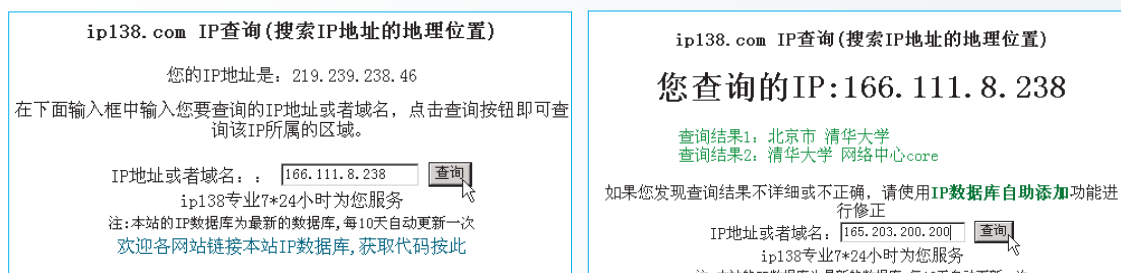 ip138.com IP查询(搜索IP地址的地理位置)
您的IP地址是：219.239.238.46
在下面输入框中输入您要查询的IP地址或者域名，点击查询按钮即可查
询该IP所属的区域。
IP地址或者域名：： 166.111.8.238 查询
ip138专业7*24小时为您服务
注:本站的IP数据库为最新的数据库,每10天自动更新一次
欢迎各网站链接本站IP数据库,获取代码按此
ip138.com IP查询(搜索IP地址的地理位置)
您查询的IP:166.111.8.238
查询结果1：北京市 清华大学
查询结果2：清华大学 网络中心core
如果您发现查询结果不详细或不正确，请使用IP数据库自助添加功能进
行修正
IP地址或者域名：165.203.200.200 查询
ip138专业7*24小时为您服务